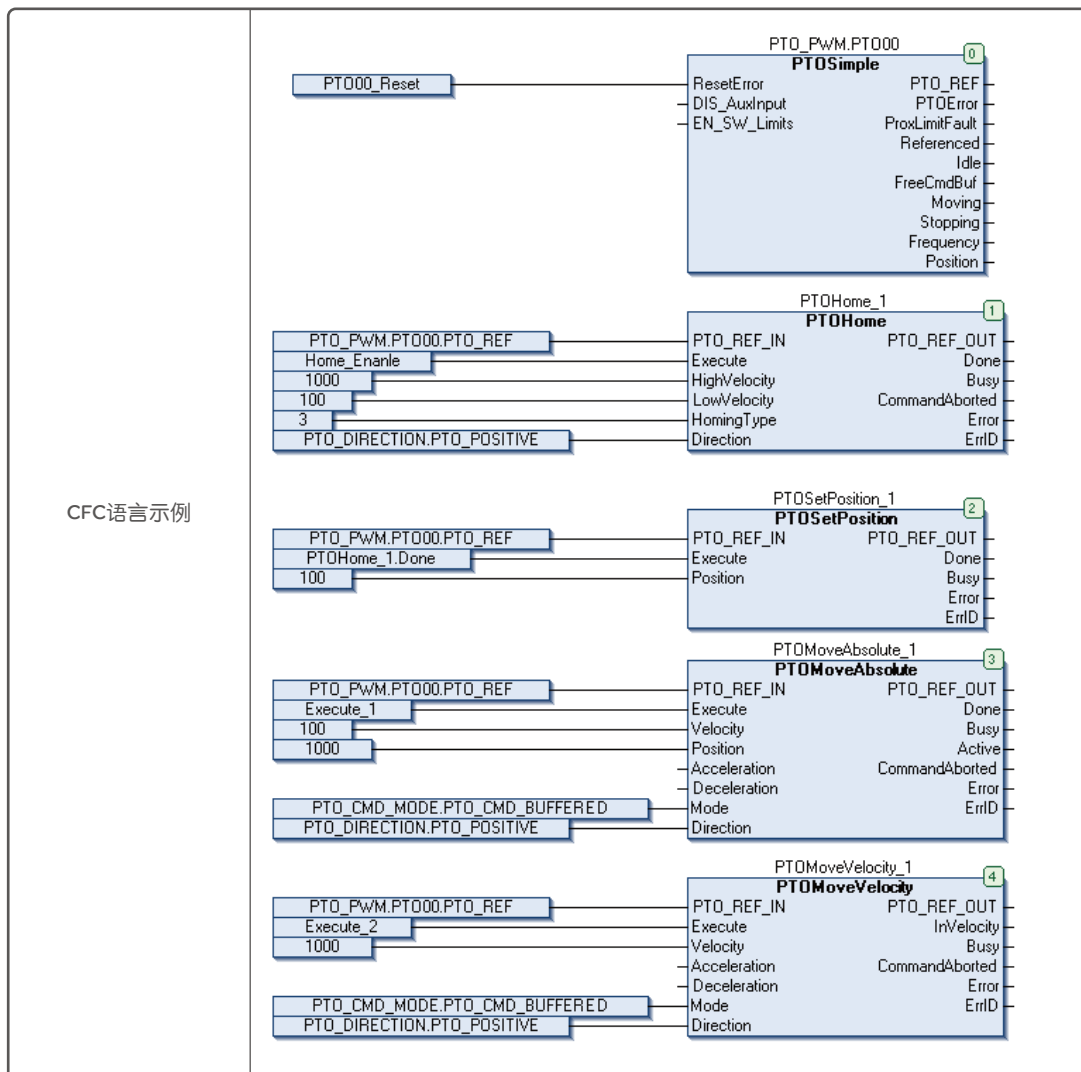 CFC语言示例
PTO_PWM.PTO00
0
PTOSimple
PTO00_Reset
ResetError PTO_REF
DIS_AuxInput PTOError
EN_SW_Limits ProxLimitFault
Referenced
Idle
FreeCmdBuf
Moving
Stopping
Frequency
Position
PTOHome_1
1
PTOHome
PTO_PWM.PTO00.PTO_REF PTO_REF_IN PTO_REF_OUT
Home_Enanle Execute Done
1000 HighVelocity Busy
100 LowVelocity CommandAborted
3 HomingType Error
PTO_DIRECTION.PTO_POSITIVE Direction ErrID
PTOSetPosition_1
2
PTOSetPosition
PTO_PWM.PTO00.PTO_REF PTO_REF_IN PTO_REF_OUT
PTOHome_1.Done Execute Done
100 Position Busy
Error
ErrID
PTOMoveAbsolute_1
3
PTOMoveAbsolute
PTO_PWM.PTO00.PTO_REF PTO_REF_IN PTO_REF_OUT
Execute_1 Execute Done
100 Velocity Busy
1000 Position Active
Acceleration CommandAborted
Deceleration Error
PTO_CMD_MODE.PTO_CMD_BUFFERED Mode ErrID
PTO_DIRECTION.PTO_POSITIVE Direction
PTOMoveVelocity_1
4
PTOMoveVelocity
PTO_PWM.PTO00.PTO_REF PTO_REF_IN PTO_REF_OUT
Execute_2 Execute InVelocity
1000 Velocity Busy
Acceleration CommandAborted
Deceleration Error
PTO_CMD_MODE.PTO_CMD_BUFFERED Mode ErrID
PTO_DIRECTION.PTO_POSITIVE Direction